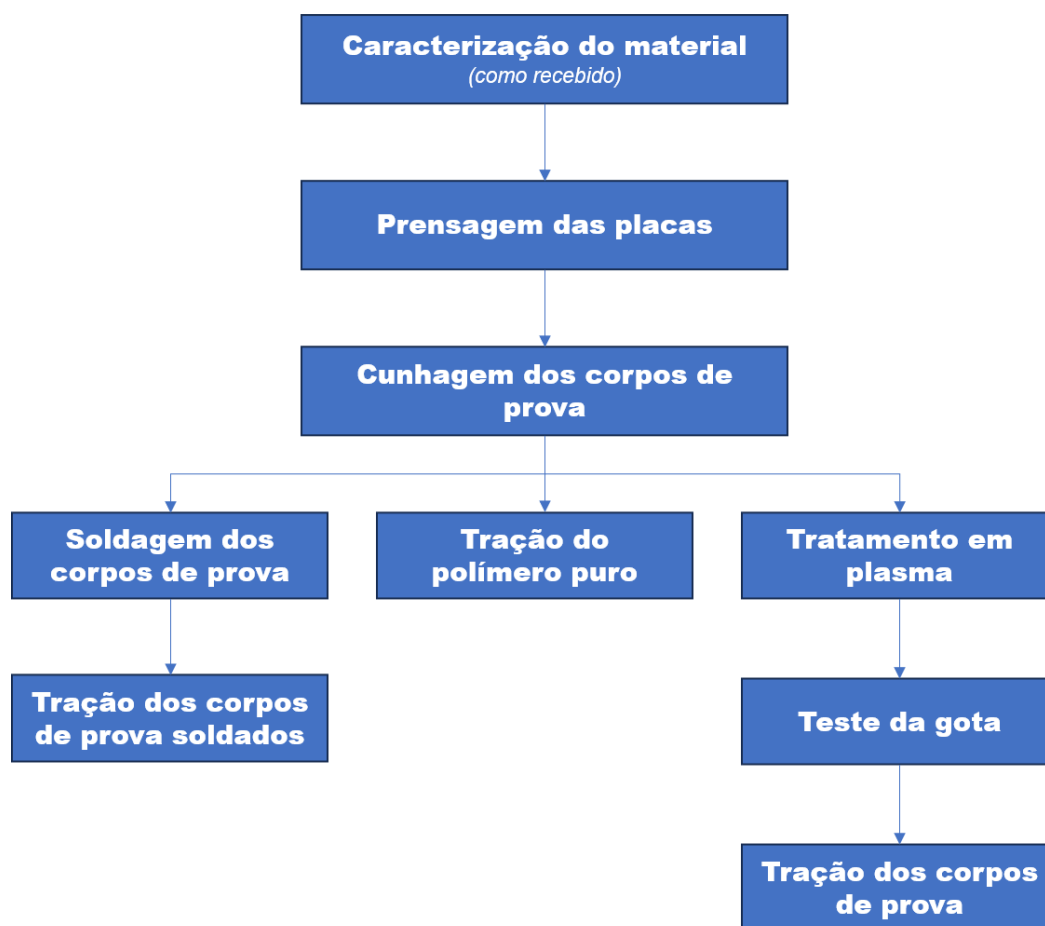 Caracterização do material
(como recebido)
Prensagem das placas
Cunhagem dos corpos de
prova
Soldagem dos
corpos de prova
Tração do
polímero puro
Tratamento em
plasma
Tração dos corpos
de prova soldados
Teste da gota
Tração dos corpos
de prova